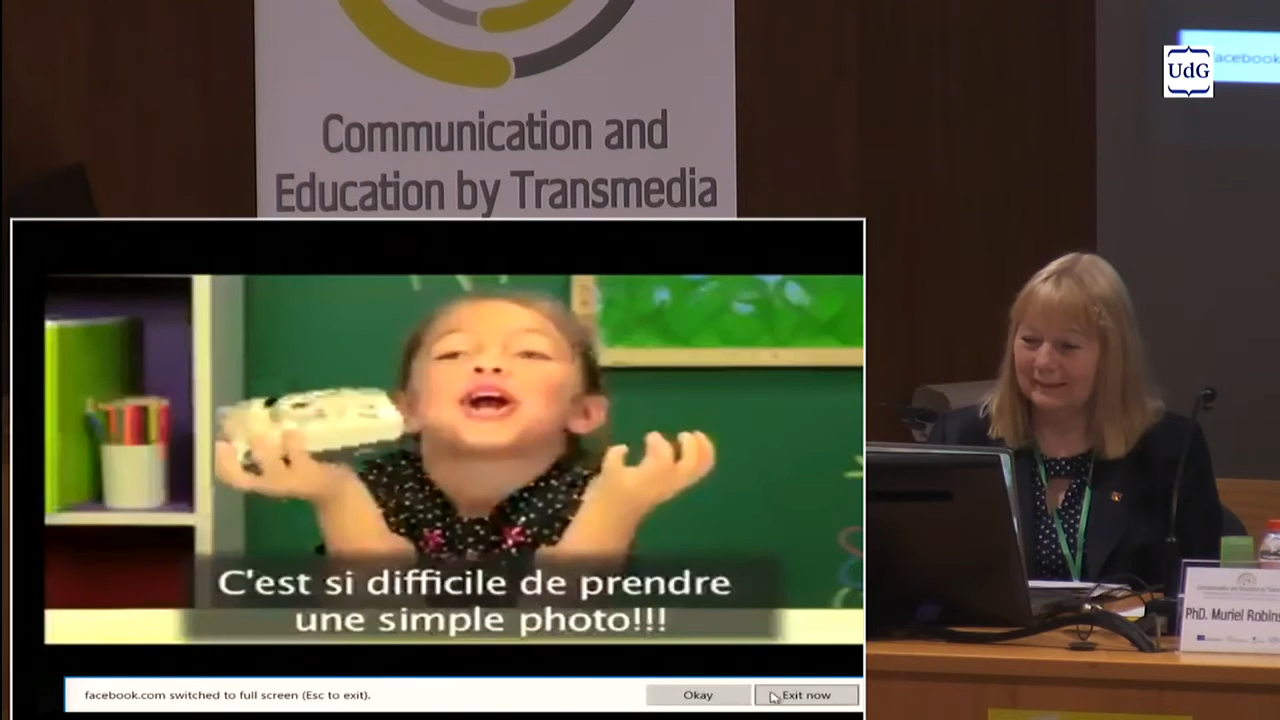 Communication and
Education by Transmedia
UdG
facebook
C'est si difficile de prendre
une simple photo!!!
PhD. Muriel Robins
facebook.com switched to full screen (Esc to exit).
Okay
Exit now